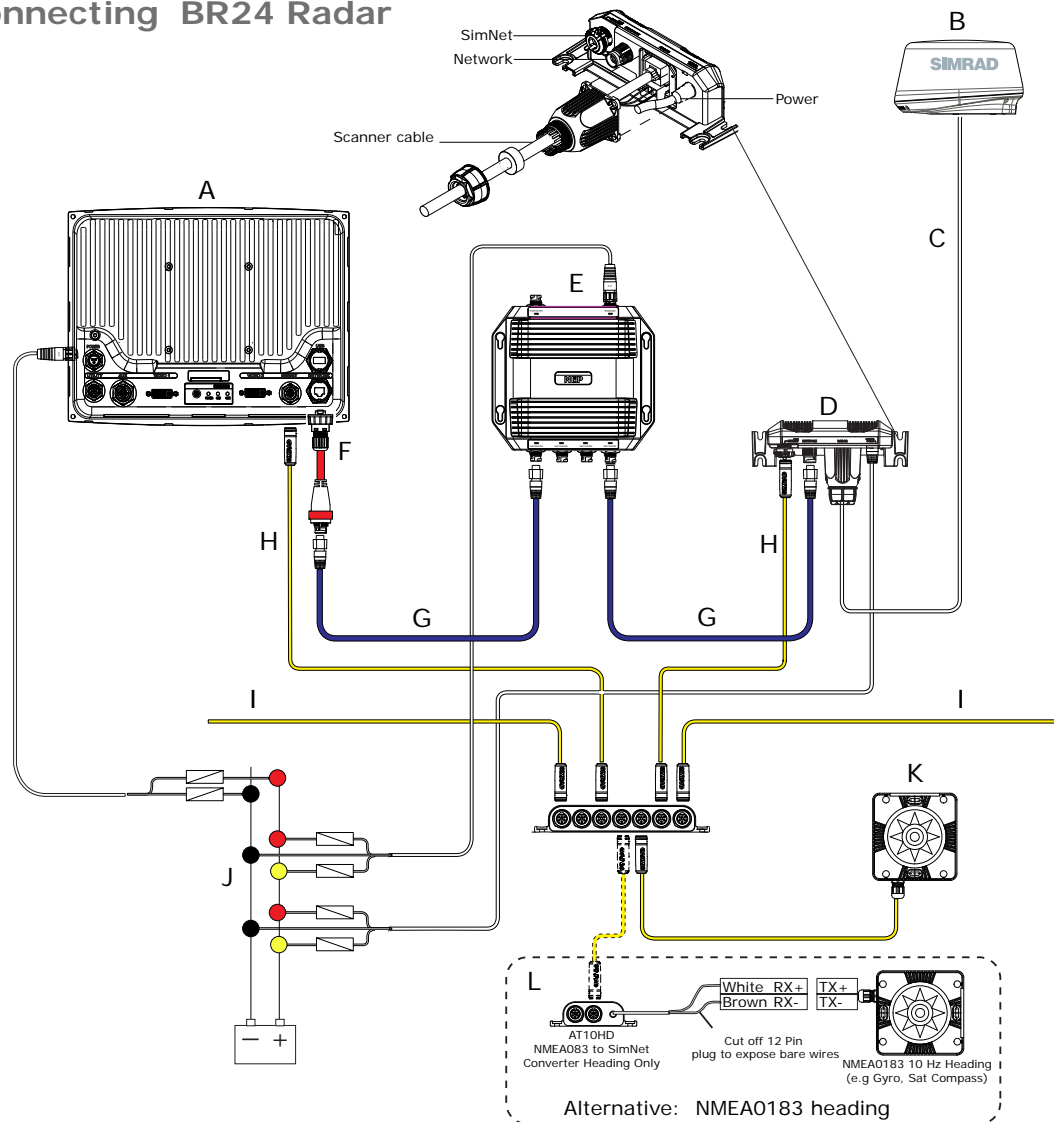 onnecting BR24 Radar
SimNet
Network
Power
Scanner cable
B
SIMRAD
A
C
E
NEP
D
F
H
H
G
G
I
I
K
J
L
White RX+
TX+
Brown RX-
TX-
AT10HD
NMEA083 to SimNet
Converter Heading Only
Cut off 12 Pin
plug to expose bare wires
NMEA0183 10 Hz Heading
(e.g Gyro, Sat Compass)
Alternative: NMEA0183 heading
− +
POWER